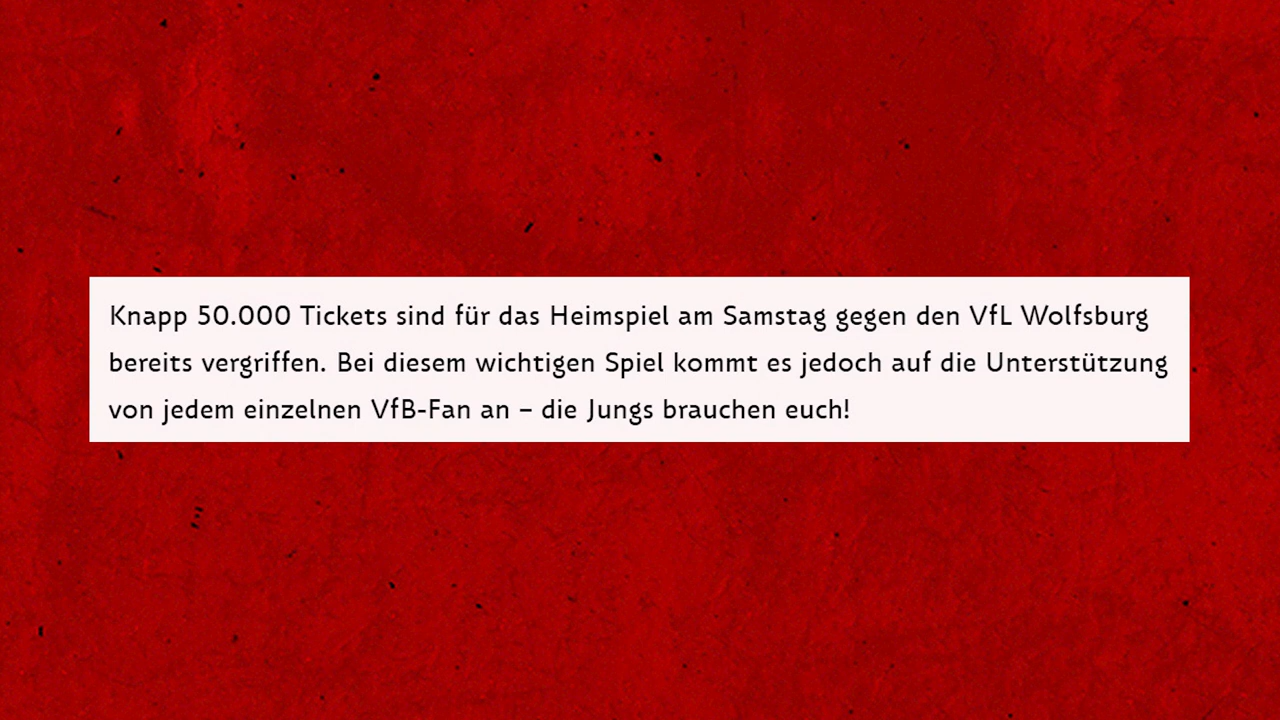 Knapp 50.000 Tickets sind für das Heimspiel am Samstag gegen den VfL Wolfsburg
bereits vergriffen. Bei diesem wichtigen Spiel kommt es jedoch auf die Unterstützung
von jedem einzelnen VfB-Fan an – die Jungs brauchen euch!